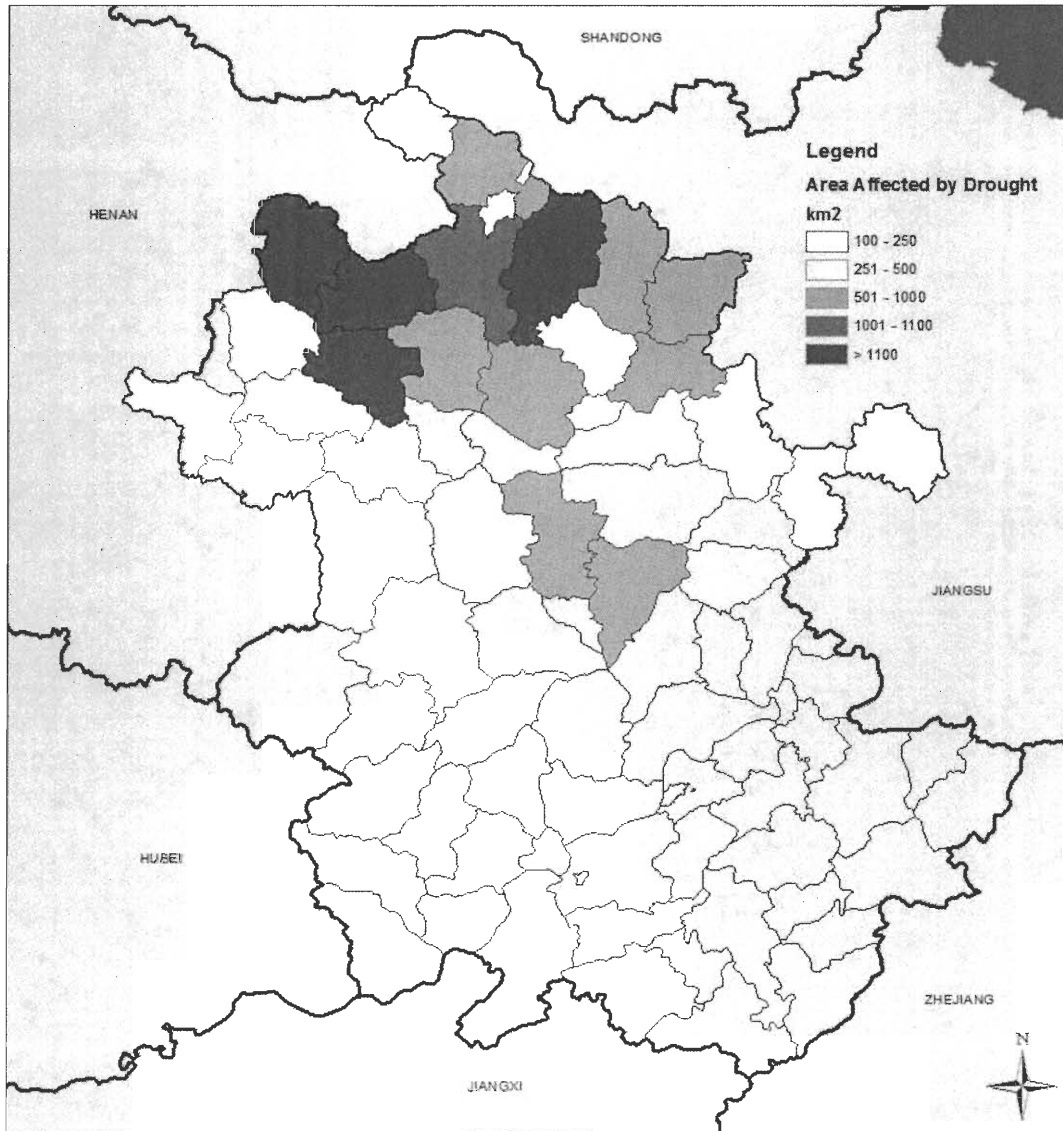 SHANDONG
Legend
Area Affected by Drought
km2
100 - 250
251 - 500
501 - 1000
1001 - 1100
> 1100
HENAN
JIANGSU
HUBEI
ZHEJIANG
N
JIANGXI